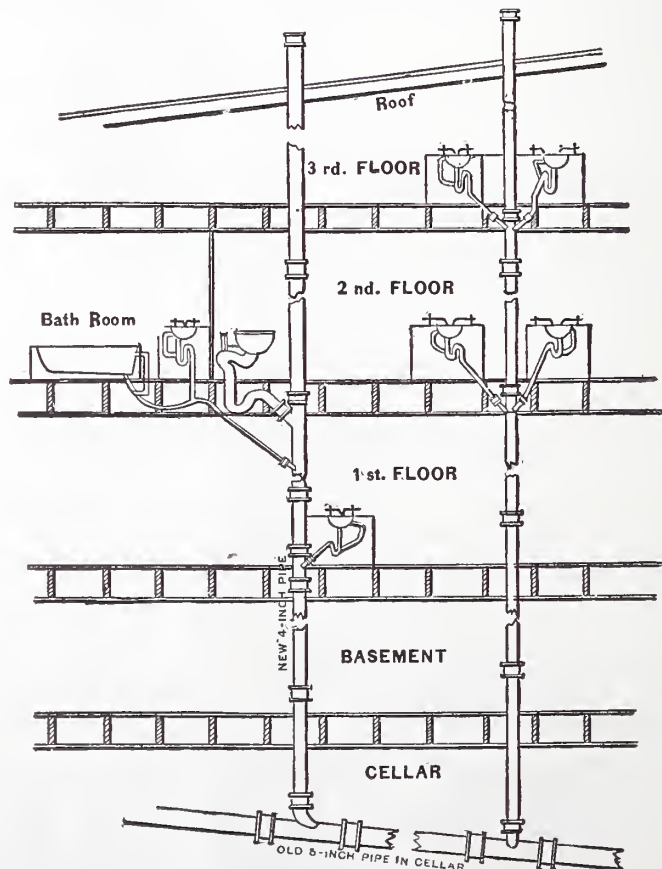 Roof
3 rd. FLOOR
2 nd. FLOOR
Bath Room
1 st. FLOOR
NEW 4-INCH PIPE
BASEMENT
CELLAR
OLD 5-INCH PIPE IN CELLAR